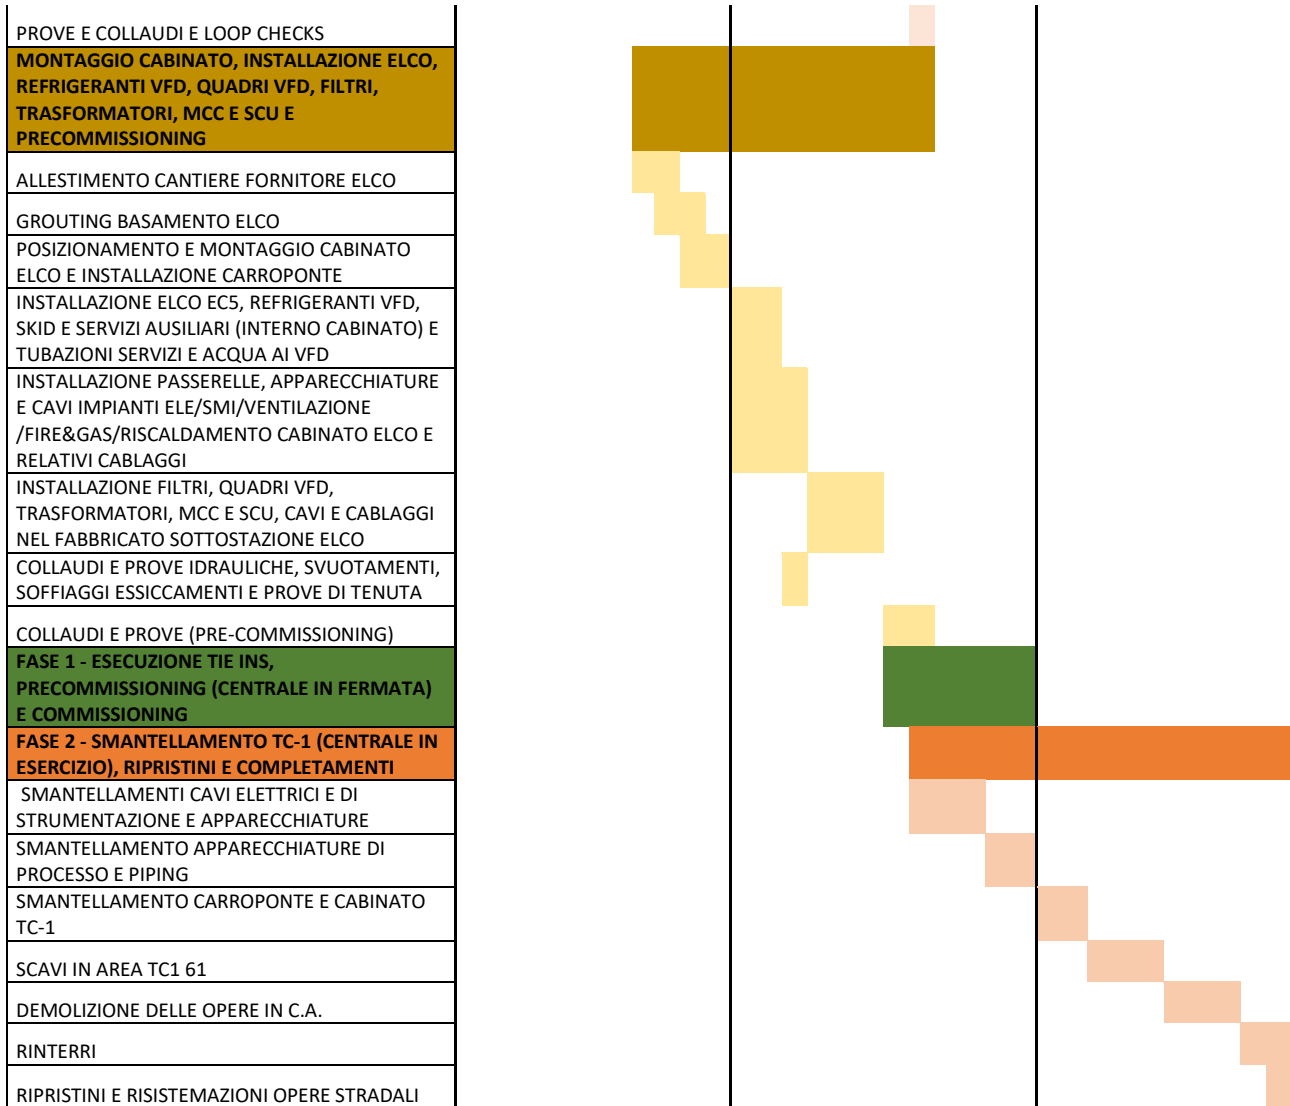 PROVE E COLLAUDI E LOOP CHECKS
MONTAGGIO CABINATO, INSTALLAZIONE ELCO,
REFRIGERANTI VFD, QUADRI VFD, FILTRI,
TRASFORMATORI, MCC E SCU E
PRECOMMISSIONING
ALLESTIMENTO CANTIERE FORNITORE ELCO
GROUTING BASAMENTO ELCO
POSIZIONAMENTO E MONTAGGIO CABINATO
ELCO E INSTALLAZIONE CARROPONTE
INSTALLAZIONE ELCO EC5, REFRIGERANTI VFD,
SKID E SERVIZI AUSILIARI (INTERNO CABINATO) E
TUBAZIONI SERVIZI E ACQUA AI VFD
INSTALLAZIONE PASSERELLE, APPARECCHIATURE
E CAVI IMPIANTI ELE/SMI/VENTILAZIONE
/FIRE&GAS/RISCALDAMENTO CABINATO ELCO E
RELATIVI CABLAGGI
INSTALLAZIONE FILTRI, QUADRI VFD,
TRASFORMATORI, MCC E SCU, CAVI E CABLAGGI
NEL FABBRICATO SOTTOSTAZIONE ELCO
COLLAUDI E PROVE IDRAULICHE, SVUOTAMENTI,
SOFFIAGGI ESSICCAMENTI E PROVE DI TENUTA
COLLAUDI E PROVE (PRE-COMMISSIONING)
FASE 1 - ESECUZIONE TIE INS,
PRECOMMISSIONING (CENTRALE IN FERMATA)
E COMMISSIONING
FASE 2 - SMANTELLAMENTO TC-1 (CENTRALE IN
ESERCIZIO), RIPRISTINI E COMPLETAMENTI
SMANTELLAMENTI CAVI ELETTRICI E DI
STRUMENTAZIONE E APPARECCHIATURE
SMANTELLAMENTO APPARECCHIATURE DI
PROCESSO E PIPING
SMANTELLAMENTO CARROPONTE E CABINATO
TC-1
SCAVI IN AREA TC1 61
DEMOLIZIONE DELLE OPERE IN C.A.
RINTERRI
RIPRISTINI E RISISTEMAZIONI OPERE STRADALI